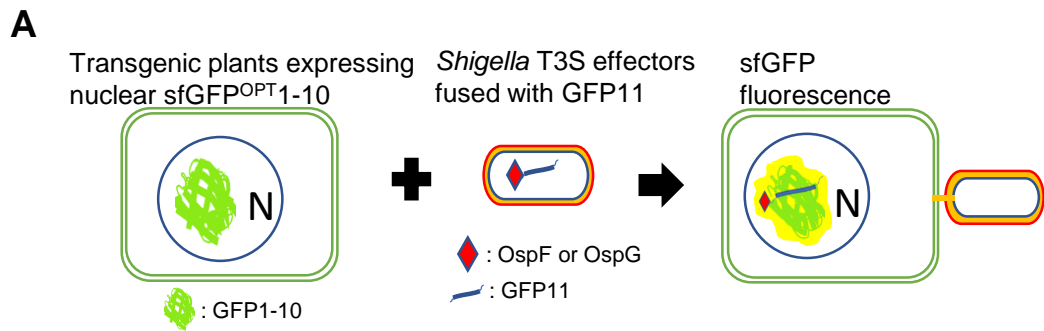 A
Transgenic plants expressing
nuclear sfGFPᴼᴾᵀ1-10
Shigella T3S effectors
fused with GFP11
sfGFP
fluorescence
N
N
: OspF or OspG
: GFP11
: GFP1-10